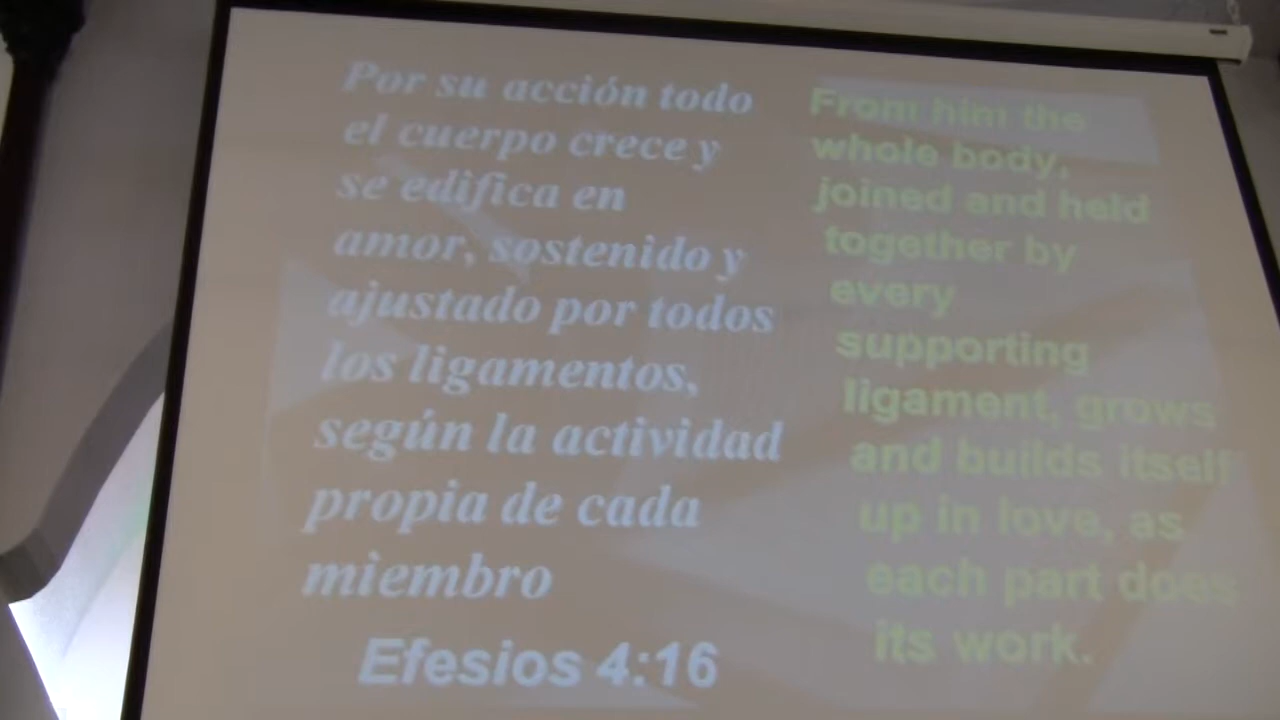 Por su acción todo
el cuerpo crece y
se edifica en
amor, sostenido y
ajustado por todos
los ligamentos,
según la actividad
propia de cada
miembro
Efesios 4:16
From him the
whole body,
joined and held
together by
every
supporting
ligament, grows
and builds itself
up in love, as
each part does
its work.